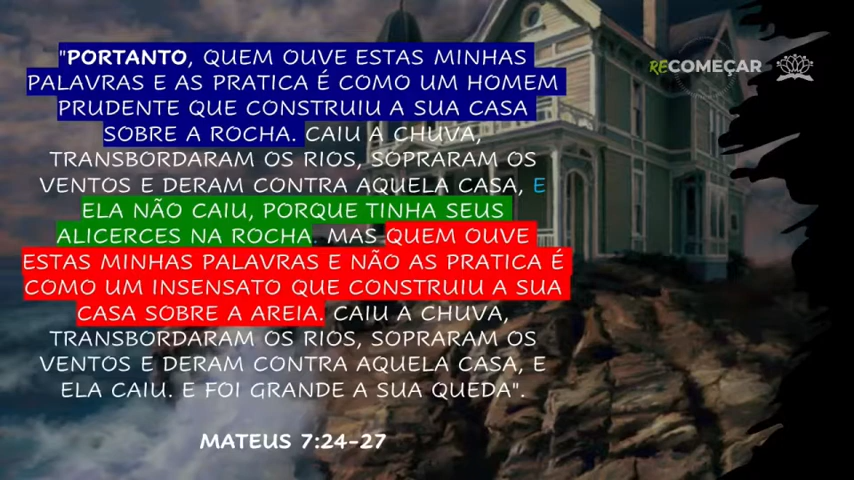 "PORTANTO, QUEM OUVE ESTAS MINHAS
PALAVRAS E AS PRATICA É COMO UM HOMEM
PRUDENTE QUE CONSTRUIU A SUA CASA
SOBRE A ROCHA. CAIU A CHUVA,
TRANSBORDARAM OS RIOS, SOPRARAM OS
VENTOS E DERAM CONTRA AQUELA CASA, E
ELA NÃO CAIU, PORQUE TINHA SEUS
ALICERCES NA ROCHA. MAS QUEM OUVE
ESTAS MINHAS PALAVRAS E NÃO AS PRATICA É
COMO UM INSENSATO QUE CONSTRUIU A SUA
CASA SOBRE A AREIA. CAIU A CHUVA,
TRANSBORDARAM OS RIOS, SOPRARAM OS
VENTOS E DERAM CONTRA AQUELA CASA, E
ELA CAIU. E FOI GRANDE A SUA QUEDA".
MATEUS 7:24-27
RECOMEÇAR